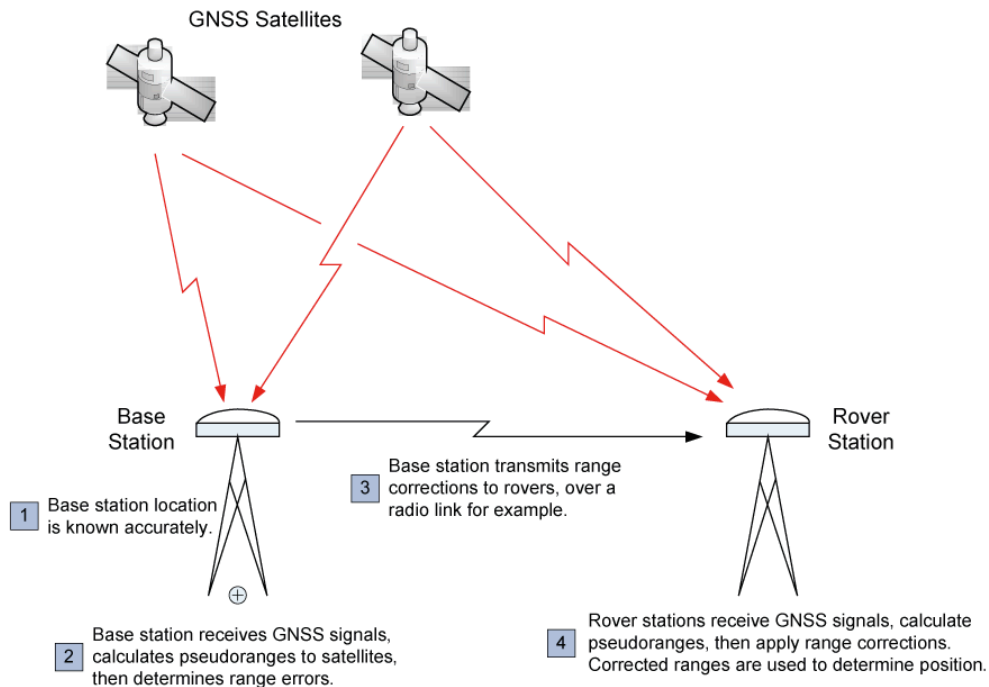 GNSS Satellites
Base
Station
Rover
Station
1 Base station location
is known accurately.
3 Base station transmits range
corrections to rovers, over a
radio link for example.
2 Base station receives GNSS signals,
calculates pseudoranges to satellites,
then determines range errors.
4 Rover stations receive GNSS signals, calculate
pseudoranges, then apply range corrections.
Corrected ranges are used to determine position.